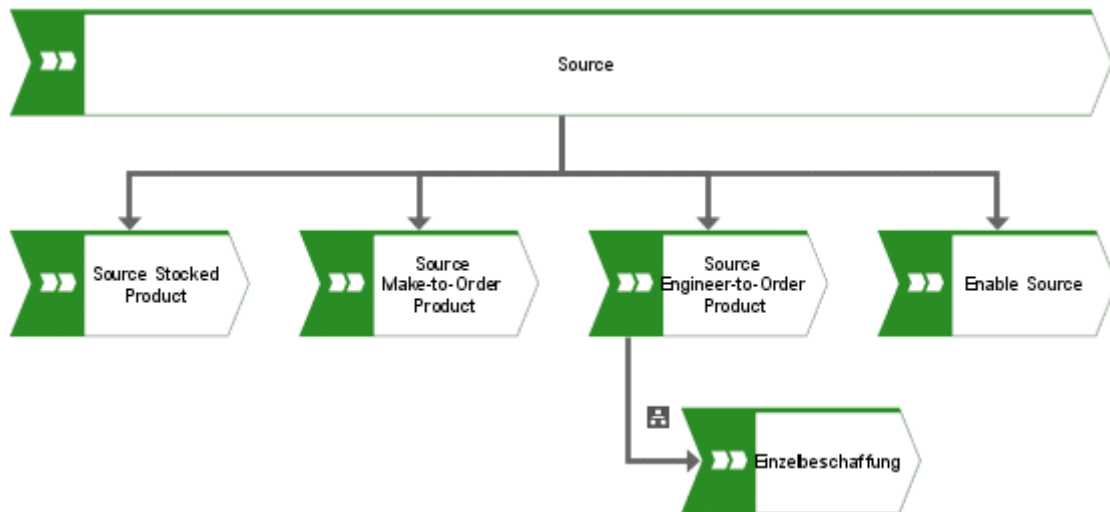 Source
Source Stocked
Product
Source
Make-to-Order
Product
Source
Engineer-to-Order
Product
Enable Source
Einzelbeschaffung